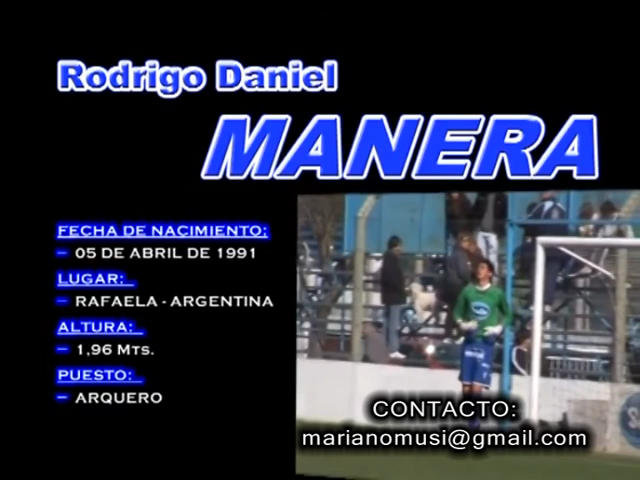 Rodrigo Daniel
MANERA
FECHA DE NACIMIENTO:
– 05 DE ABRIL DE 1991
LUGAR:
– RAFAELA - ARGENTINA
ALTURA:
– 1,96 MTS.
PUESTO:
– ARQUERO
CONTACTO:
marianomusi@gmail.com